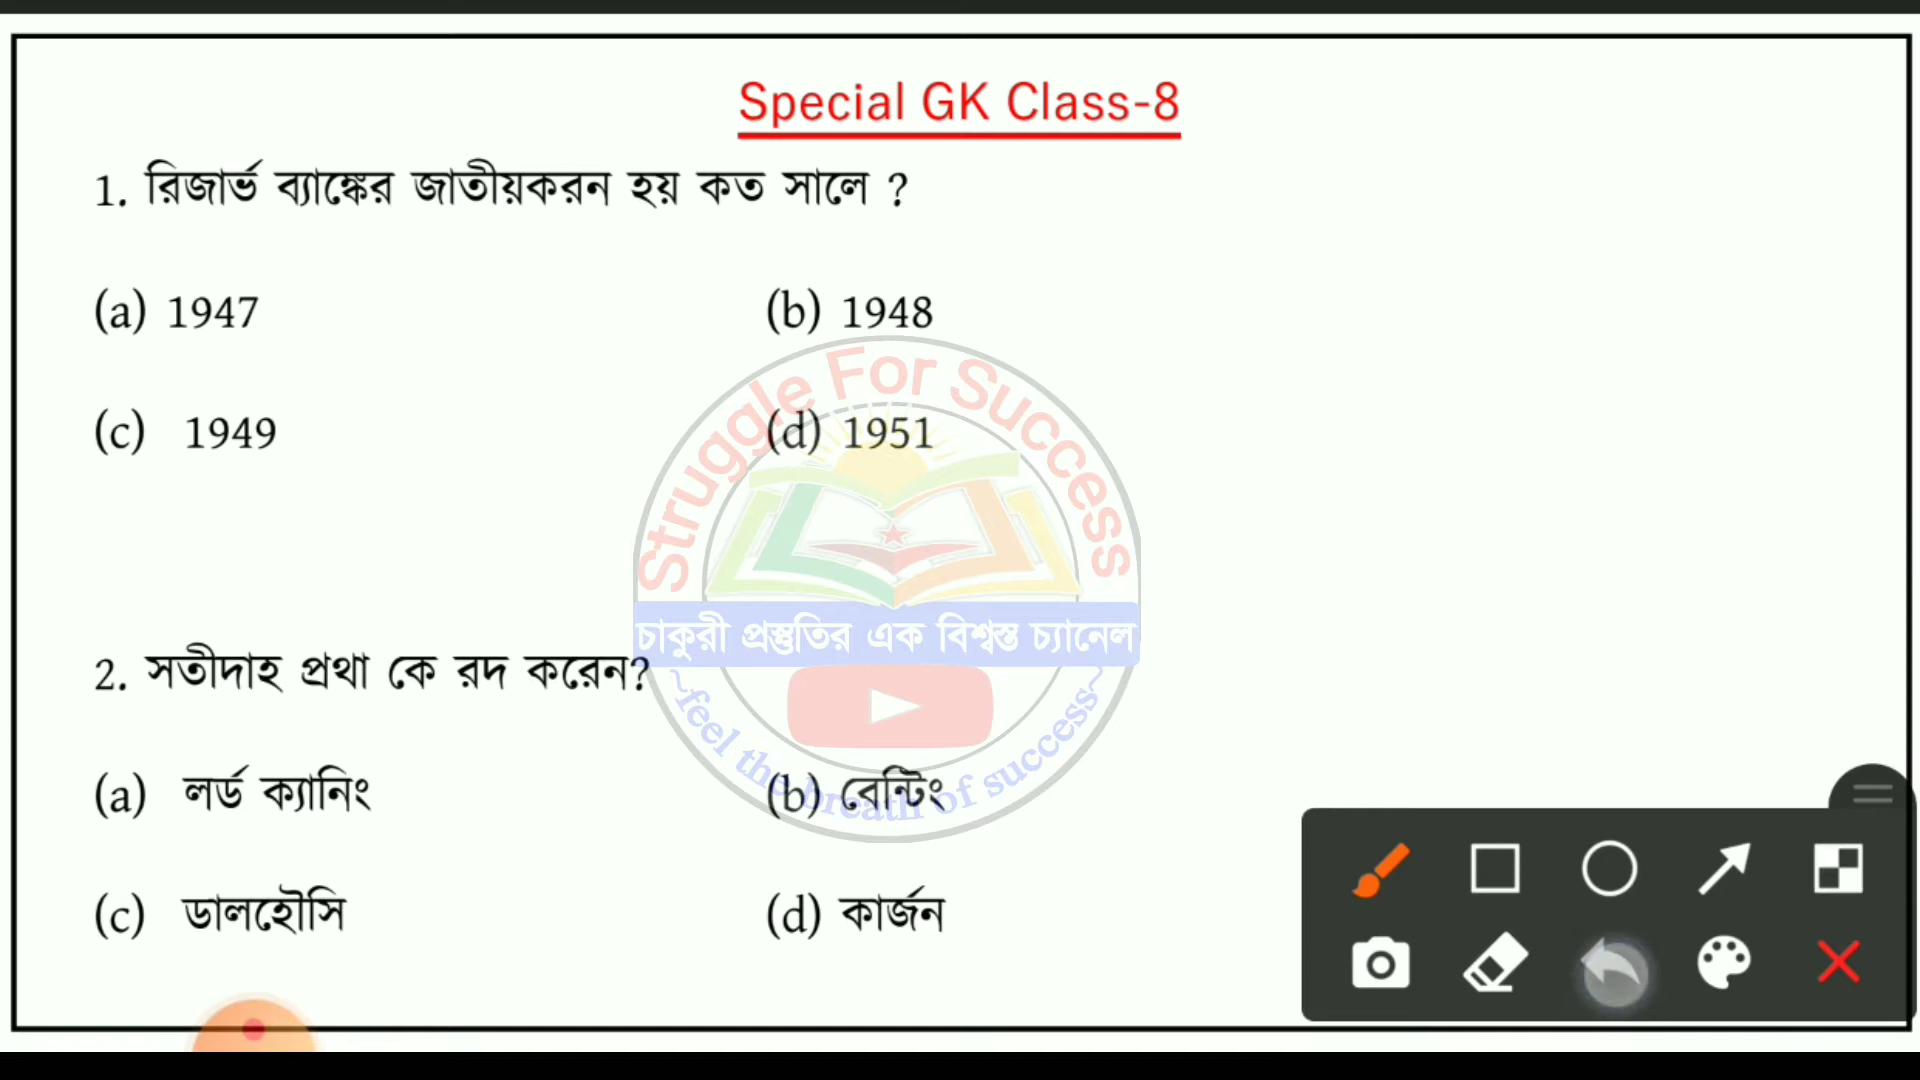 Special GK Class-8
1. রিজার্ভ ব্যাঙ্কের জাতীয়করন হয় কত সালে ?
(a) 1947 (b) 1948
(c) 1949 (d) 1951
Struggle For Success
চাকুরী প্রস্তুতির এক বিশ্বস্ত চ্যানেল
~feel the breath of success~
2. সতীদাহ প্রথা কে রদ করেন?
(a) লর্ড ক্যানিং (b) বেন্টিং
(c) ডালহৌসি (d) কার্জন